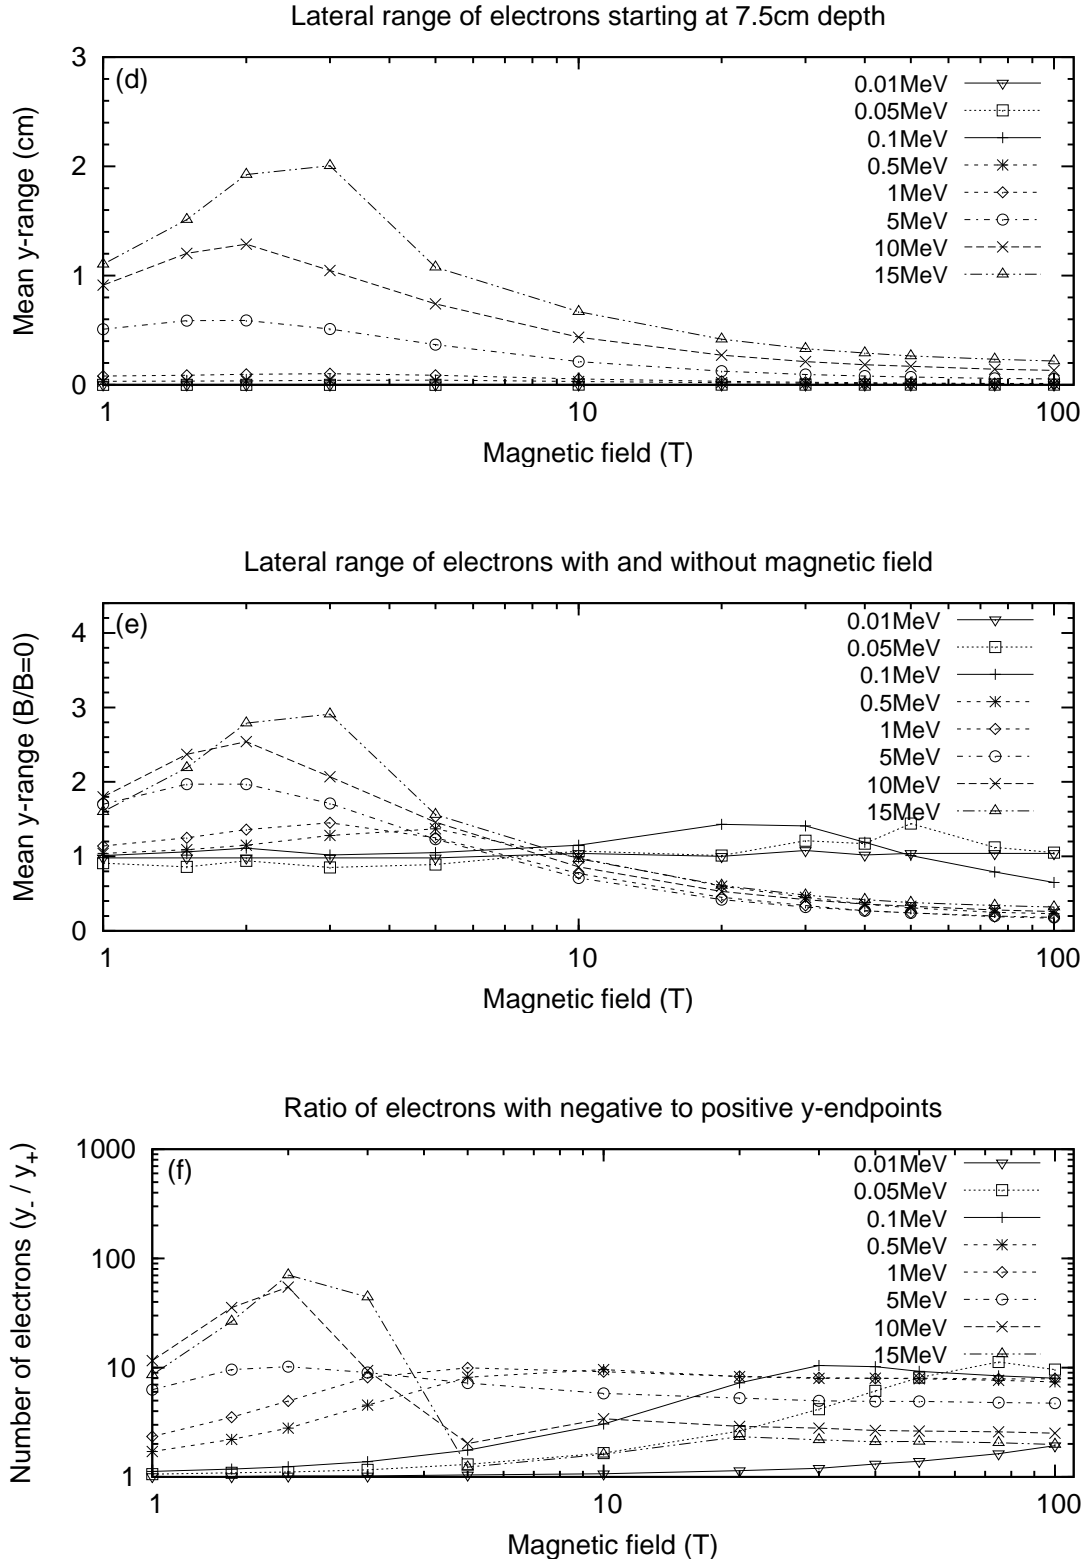 Lateral range of electrons starting at 7.5cm depth
(d)
Mean y-range (cm)
3
2
1
0
0.01MeV
0.05MeV
0.1MeV
0.5MeV
1MeV
5MeV
10MeV
15MeV
1 10 100
Magnetic field (T)
Lateral range of electrons with and without magnetic field
(e)
Mean y-range (B/B=0)
4
3
2
1
0
0.01MeV
0.05MeV
0.1MeV
0.5MeV
1MeV
5MeV
10MeV
15MeV
1 10 100
Magnetic field (T)
Ratio of electrons with negative to positive y-endpoints
(f)
Number of electrons (y- / y+)
1000
100
10
1
0.01MeV
0.05MeV
0.1MeV
0.5MeV
1MeV
5MeV
10MeV
15MeV
1 10 100
Magnetic field (T)